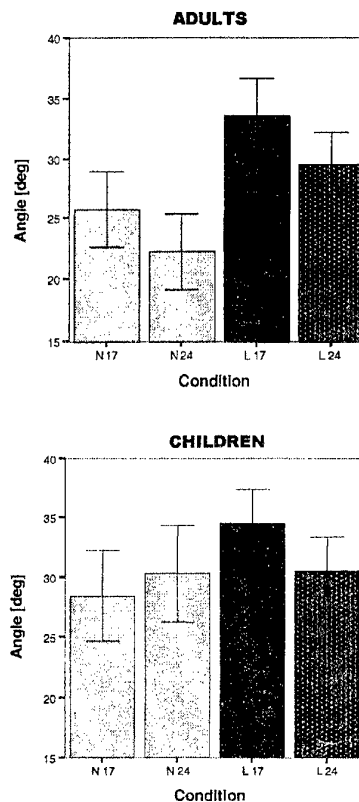 ADULTS
40
35
30
25
20
15
Angle [deg]
N 17 N 24 L 17 L 24
Condition
CHILDREN
40
35
30
25
20
15
Angle [deg]
N 17 N 24 L 17 L 24
Condition